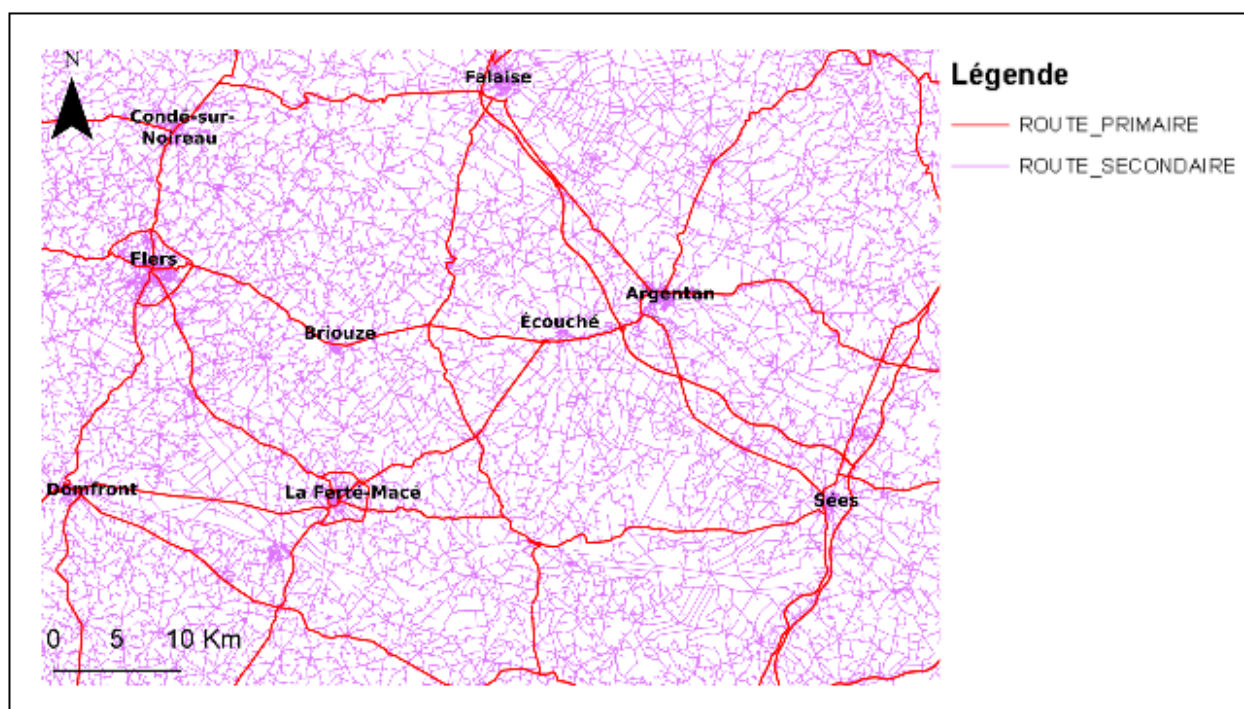 N
Falaise
Condé-sur-
Noireau
Flers
Argentan
Écouché
Briouze
Domfront
La Ferté-Macé
Sées
0 5 10 Km
Légende
ROUTE_PRIMAIRE
ROUTE_SECONDAIRE